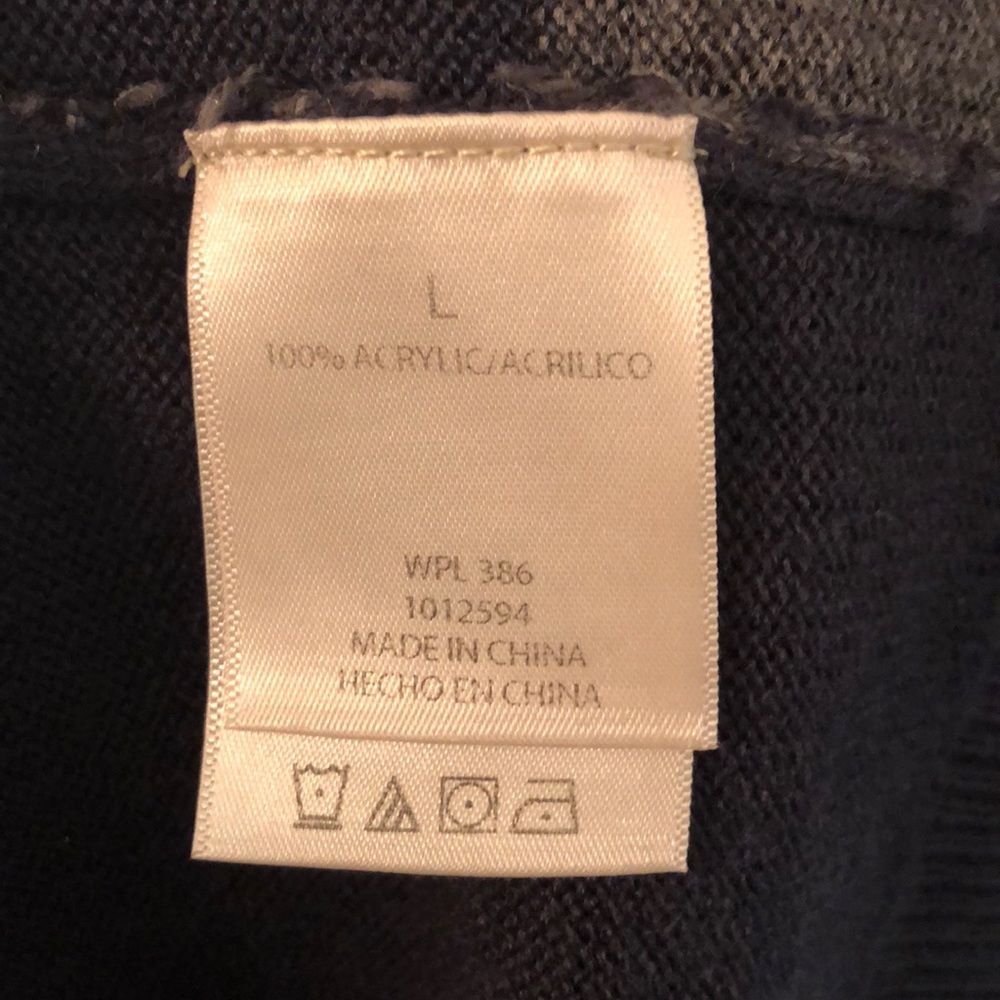 L
100% ACRYLIC/ACRILICO
WPL 386
1012594
MADE IN CHINA
HECHO EN CHINA